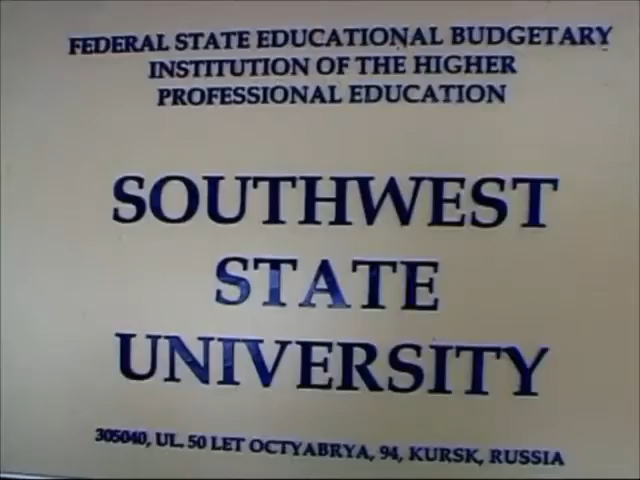 FEDERAL STATE EDUCATIONAL BUDGETARY
INSTITUTION OF THE HIGHER
PROFESSIONAL EDUCATION
SOUTHWEST
STATE
UNIVERSITY
305040, UL. 50 LET OCTYABRYA, 94, KURSK, RUSSIA